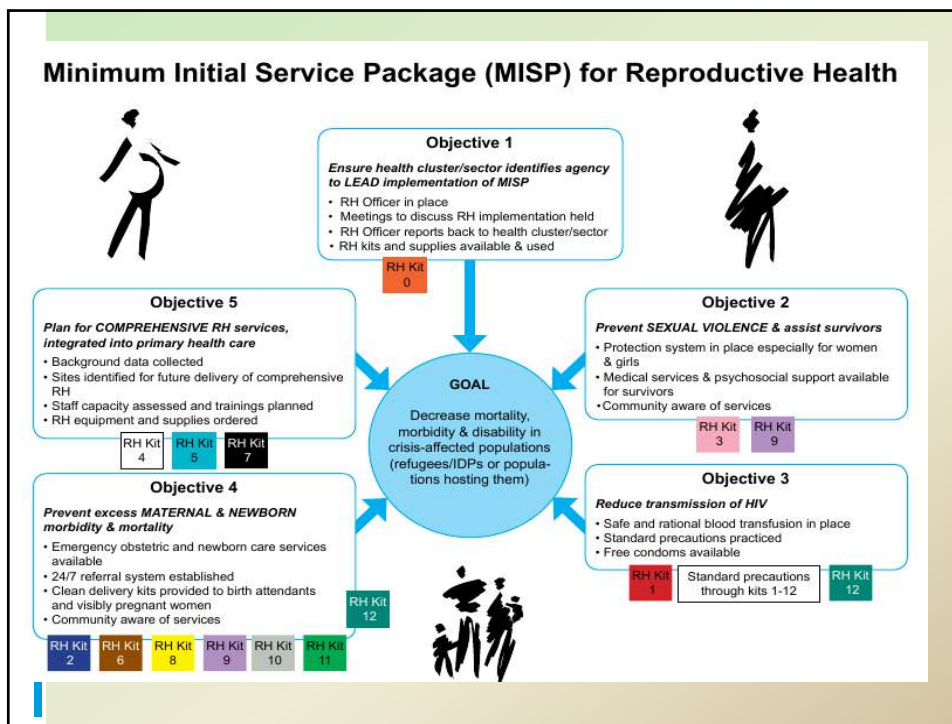 Minimum Initial Service Package (MISP) for Reproductive Health
Objective 1
Ensure health cluster/sector identifies agency
to LEAD implementation of MISP
• RH Officer in place
• Meetings to discuss RH implementation held
• RH Officer reports back to health cluster/sector
• RH kits and supplies available & used
RH Kit
0
Objective 5
Plan for COMPREHENSIVE RH services,
integrated into primary health care
• Background data collected
• Sites identified for future delivery of comprehensive
RH
• Staff capacity assessed and trainings planned
• RH equipment and supplies ordered
RH Kit
4
RH Kit
5
RH Kit
7
GOAL
Decrease mortality,
morbidity & disability in
crisis-affected populations
(refugees/IDPs or popula-
tions hosting them)
Objective 2
Prevent SEXUAL VIOLENCE & assist survivors
• Protection system in place especially for women
& girls
• Medical services & psychosocial support available
for survivors
• Community aware of services
RH Kit
3
RH Kit
9
Objective 4
Prevent excess MATERNAL & NEWBORN
morbidity & mortality
• Emergency obstetric and newborn care services
available
• 24/7 referral system established
• Clean delivery kits provided to birth attendants
and visibly pregnant women
• Community aware of services
RH Kit
12
RH Kit
2
RH Kit
6
RH Kit
8
RH Kit
9
RH Kit
10
RH Kit
11
Objective 3
Reduce transmission of HIV
• Safe and rational blood transfusion in place
• Standard precautions practiced
• Free condoms available
RH Kit
1
Standard precautions
through kits 1-12
RH Kit
12